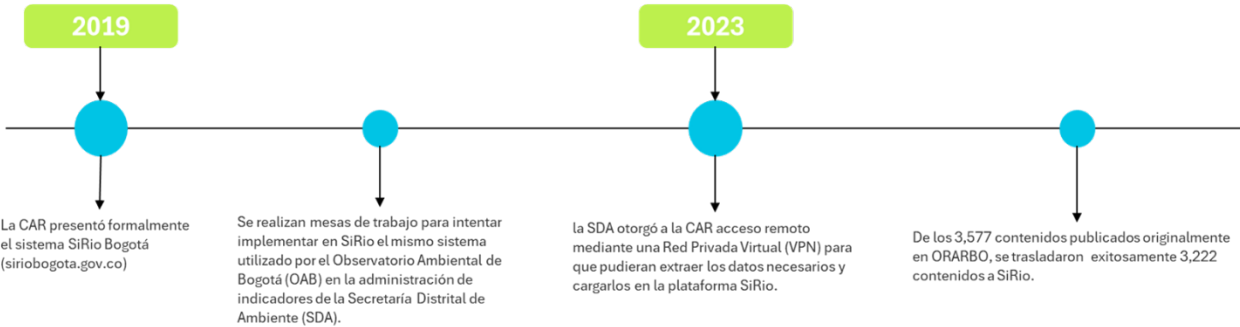 2019
La CAR presentó formalmente
el sistema SiRio Bogotá
(siriobogota.gov.co)
Se realizan mesas de trabajo para intentar
implementar en SiRio el mismo sistema
utilizado por el Observatorio Ambiental de
Bogotá (OAB) en la administración de
indicadores de la Secretaría Distrital de
Ambiente (SDA).
2023
la SDA otorgó a la CAR acceso remoto
mediante una Red Privada Virtual (VPN) para
que pudieran extraer los datos necesarios y
cargarlos en la plataforma SiRio.
De los 3,577 contenidos publicados originalmente
en ORARBO, se trasladaron exitosamente 3,222
contenidos a SiRio.